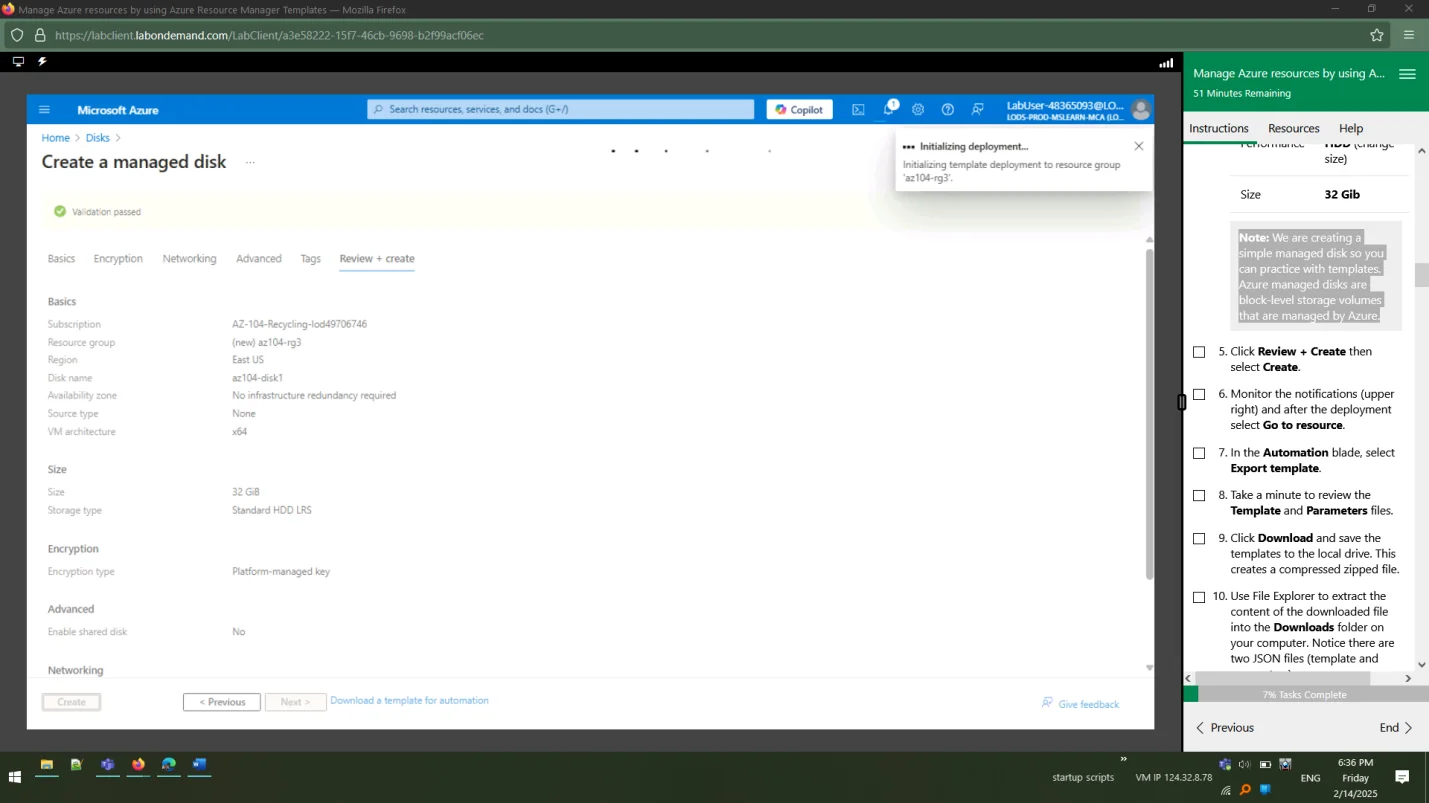 Manage Azure resources by using Azure Resource Manager Templates — Mozilla Firefox
https://labclient.labondemand.com/LabClient/a3e58222-15f7-46cb-9698-b2f99acf06ec
Microsoft Azure
Search resources, services, and docs (G+/)
Copilot
1
LabUser-48365093@LO...
LODS-PROD-MSLEARN-MCA (LO...
Home > Disks >
Create a managed disk ...
Initializing deployment...
Initializing template deployment to resource group
'az104-rg3'.
Validation passed
Basics Encryption Networking Advanced Tags Review + create
Basics
Subscription AZ-104-Recycling-lod49706746
Resource group (new) az104-rg3
Region East US
Disk name az104-disk1
Availability zone No infrastructure redundancy required
Source type None
VM architecture x64
Size
Size 32 GiB
Storage type Standard HDD LRS
Encryption
Encryption type Platform-managed key
Advanced
Enable shared disk No
Networking
Create < Previous Next > Download a template for automation
Give feedback
Manage Azure resources by using A...
51 Minutes Remaining
Instructions Resources Help
Performance HDD (change
size)
Size 32 Gib
Note: We are creating a
simple managed disk so you
can practice with templates.
Azure managed disks are
block-level storage volumes
that are managed by Azure.
5. Click Review + Create then
select Create.
6. Monitor the notifications (upper
right) and after the deployment
select Go to resource.
7. In the Automation blade, select
Export template.
8. Take a minute to review the
Template and Parameters files.
9. Click Download and save the
templates to the local drive. This
creates a compressed zipped file.
10. Use File Explorer to extract the
content of the downloaded file
into the Downloads folder on
your computer. Notice there are
two JSON files (template and
7% Tasks Complete
< Previous End >
startup scripts
»
VM IP 124.32.8.78
ENG
6:36 PM
Friday
2/14/2025